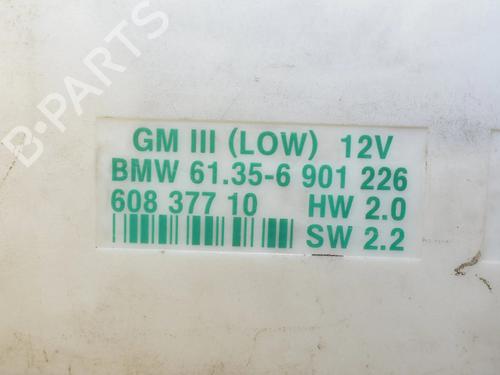 B-PARTS
GM III (LOW) 12V
BMW 61.35-6 901 226
608 377 10 HW 2.0
SW 2.2